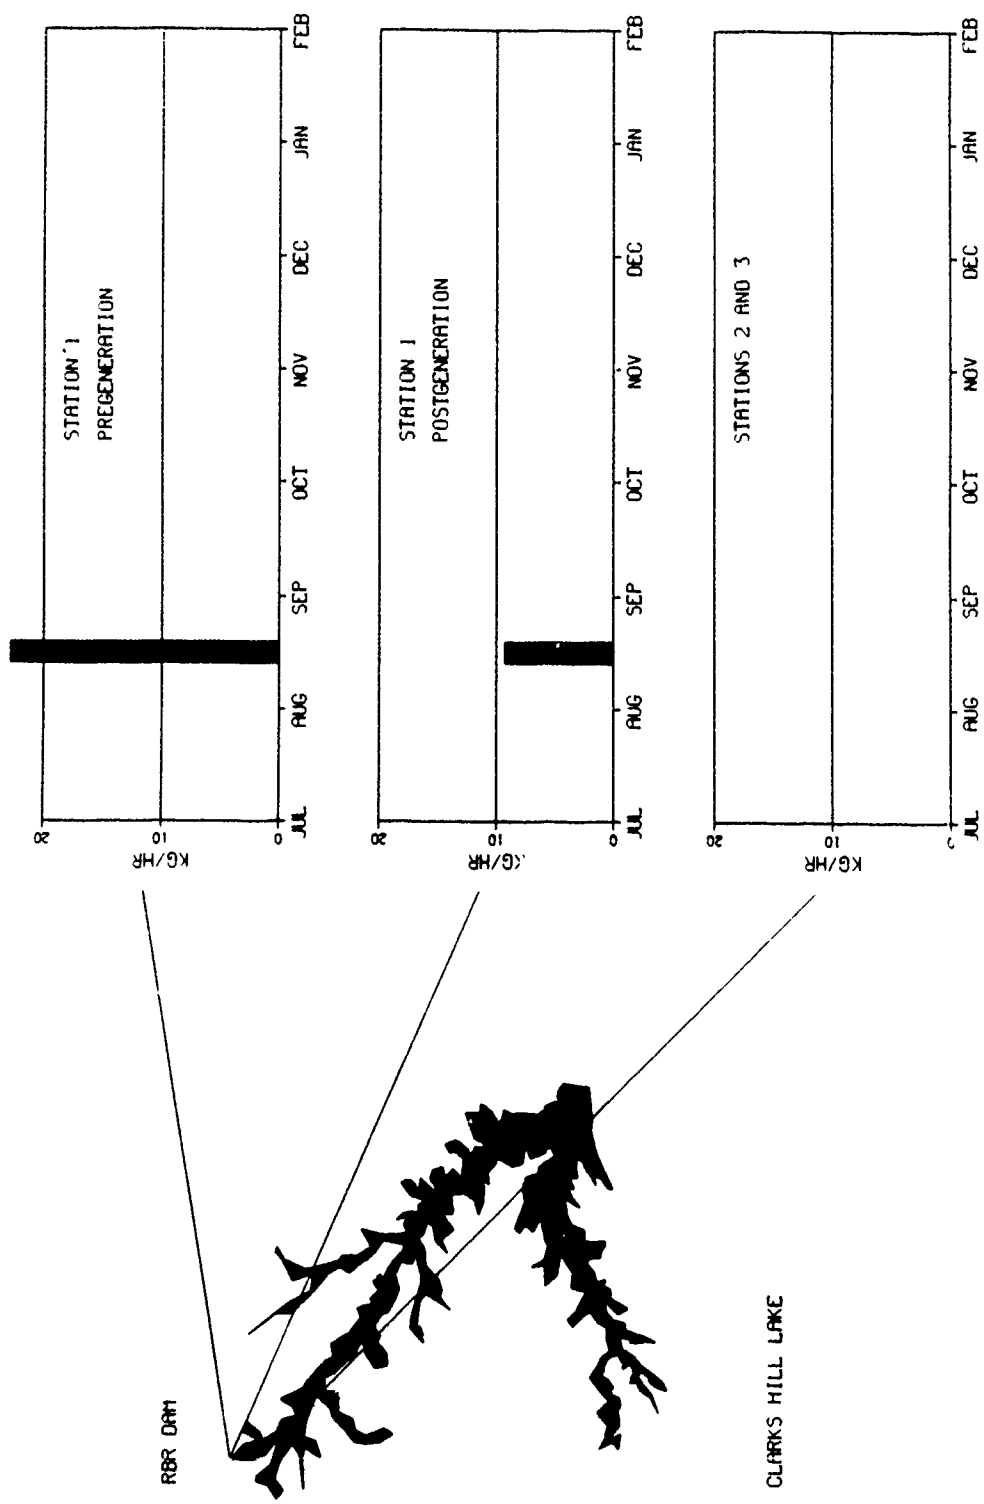 RBR DAM
CLARKS HILL LAKE
KG/HR
20
10
0
STATION 1
PREGENERATION
JUL AUG SEP OCT NOV DEC JAN FEB
KG/HR
20
10
0
STATION 1
POSTGENERATION
JUL AUG SEP OCT NOV DEC JAN FEB
KG/HR
20
10
0
STATIONS 2 AND 3
JUL AUG SEP OCT NOV DEC JAN FEB